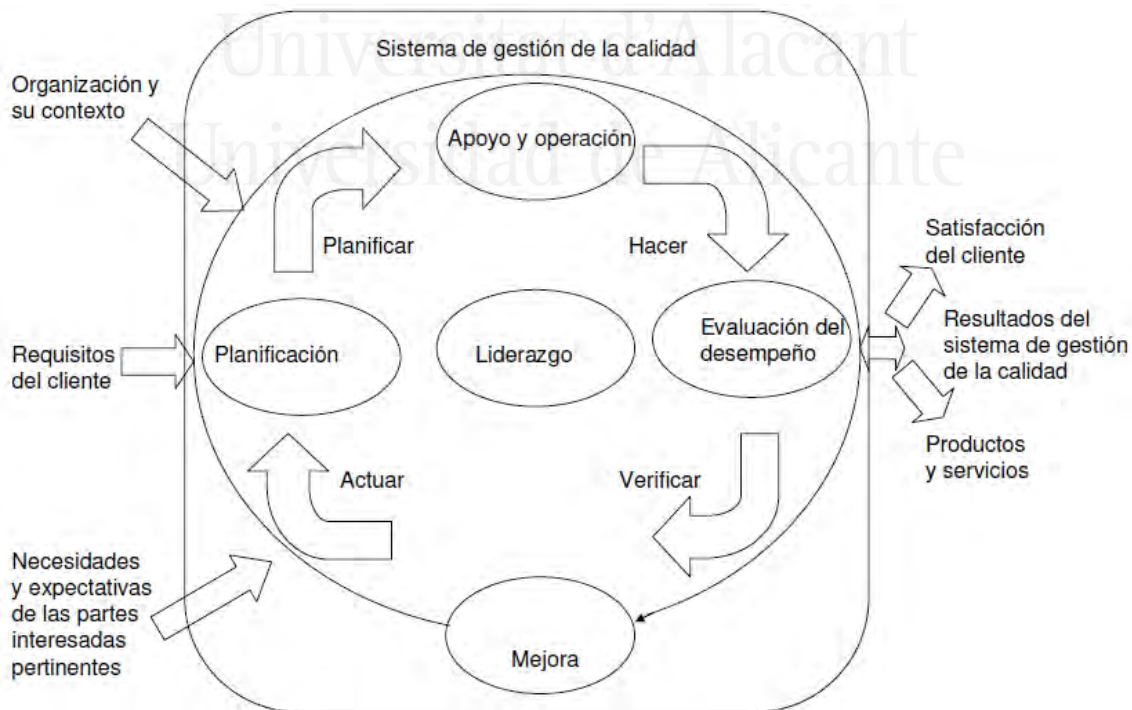 Universitat d'Alacant
Universidad de Alicante
Sistema de gestión de la calidad
Organización y
su contexto
Apoyo y operación
Planificar
Hacer
Satisfacción
del cliente
Requisitos
del cliente
Planificación
Liderazgo
Evaluación del
desempeño
Resultados del
sistema de gestión
de la calidad
Productos
y servicios
Actuar
Verificar
Necesidades
y expectativas
de las partes
interesadas
pertinentes
Mejora